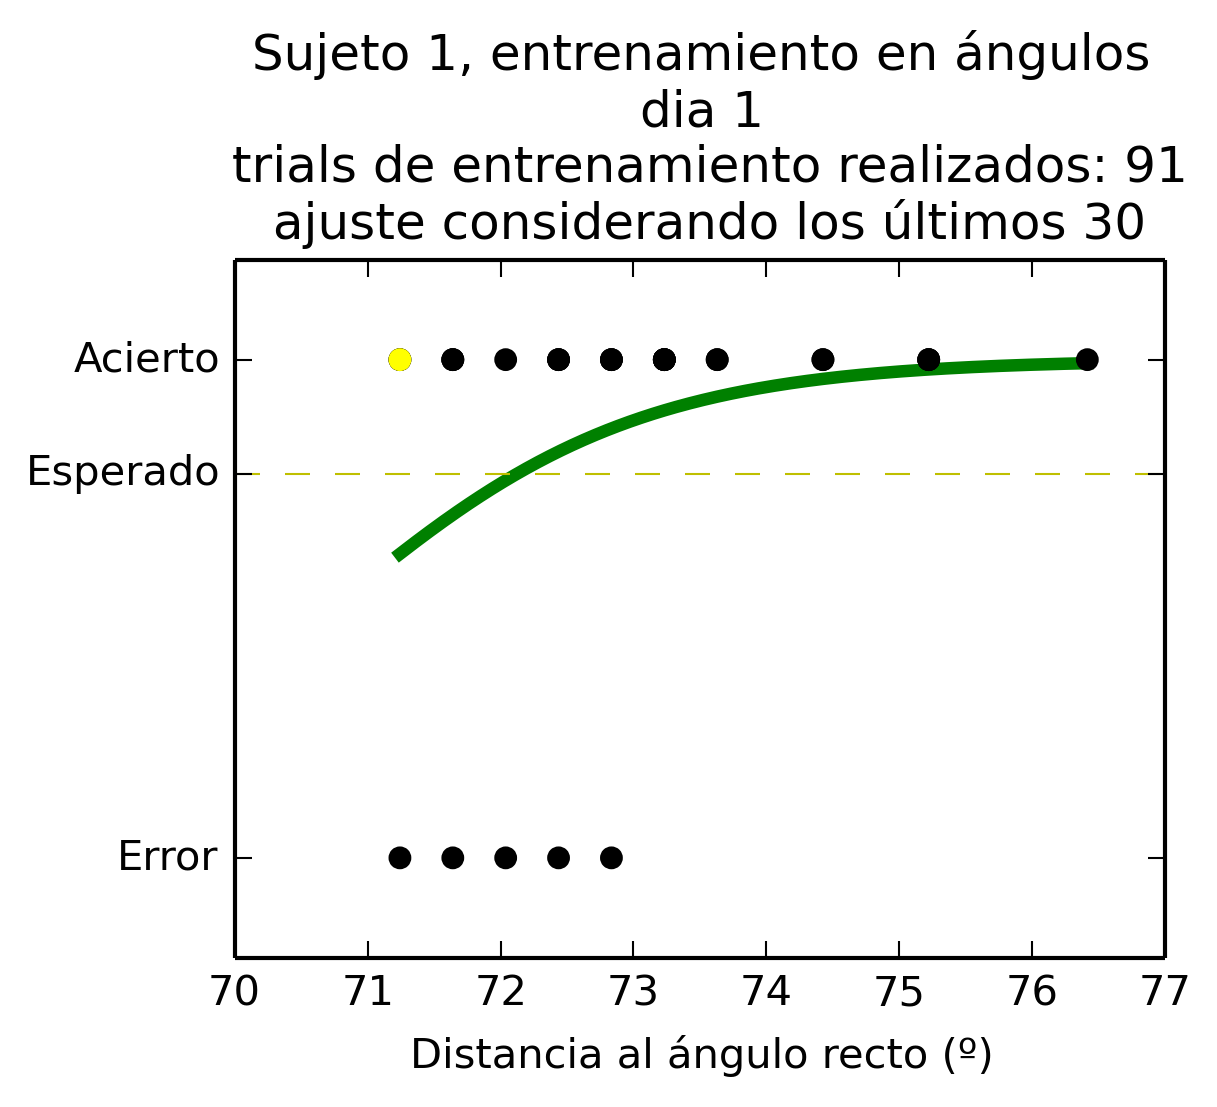 Sujeto 1, entrenamiento en ángulos
dia 1
trials de entrenamiento realizados: 91
ajuste considerando los últimos 30
Acierto
Esperado
Error
70 71 72 73 74 75 76 77
Distancia al ángulo recto (º)